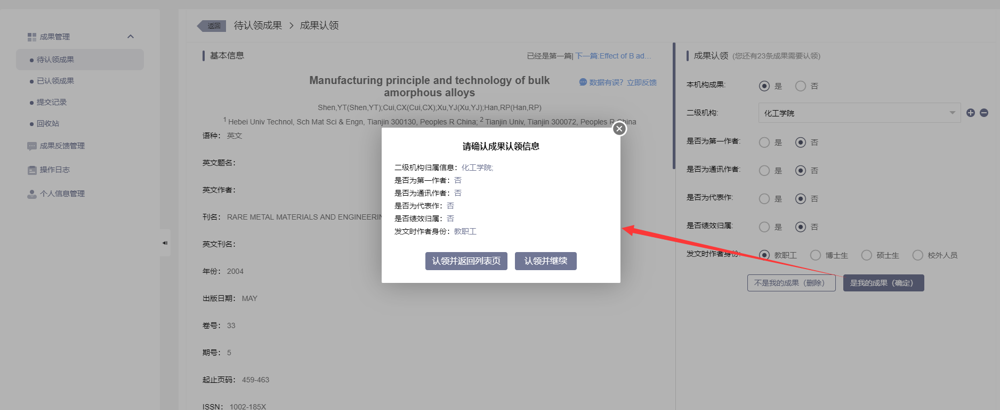 成果管理
待认领成果
已认领成果
提交记录
回收站
成果反馈管理
操作日志
个人信息管理
返回 待认领成果 > 成果认领
基本信息
已经是第一篇| 下一篇:Effect of B ad...
Manufacturing principle and technology of bulk
amorphous alloys
数据有误？立即反馈
Shen,YT(Shen,YT);Cui,CX(Cui,CX);Xu,YJ(Xu,YJ);Han,RP(Han,RP)
1 Hebei Univ Technol, Sch Mat Sci & Engn, Tianjin 300130, Peoples R China; 2 Tianjin Univ, Tianjin 300072, Peoples R China
语种： 英文
英文题名：
英文作者：
刊名： RARE METAL MATERIALS AND ENGINEERIN
英文刊名：
年份： 2004
出版日期： MAY
卷号： 33
期号： 5
起止页码： 459-463
ISSN： 1002-185X
请确认成果认领信息
二级机构归属信息：化工学院;
是否为第一作者：否
是否为通讯作者：否
是否为代表作：否
是否绩效归属：否
发文时作者身份：教职工
认领并返回列表页 认领并继续
成果认领 (您还有23条成果需要认领)
本机构成果: 是 否
二级机构: 化工学院
是否为第一作者: 是 否
是否为通讯作者: 是 否
是否为代表作: 是 否
是否绩效归属: 是 否
发文时作者身份: 教职工 博士生 硕士生 校外人员
不是我的成果（删除） 是我的成果（确定）